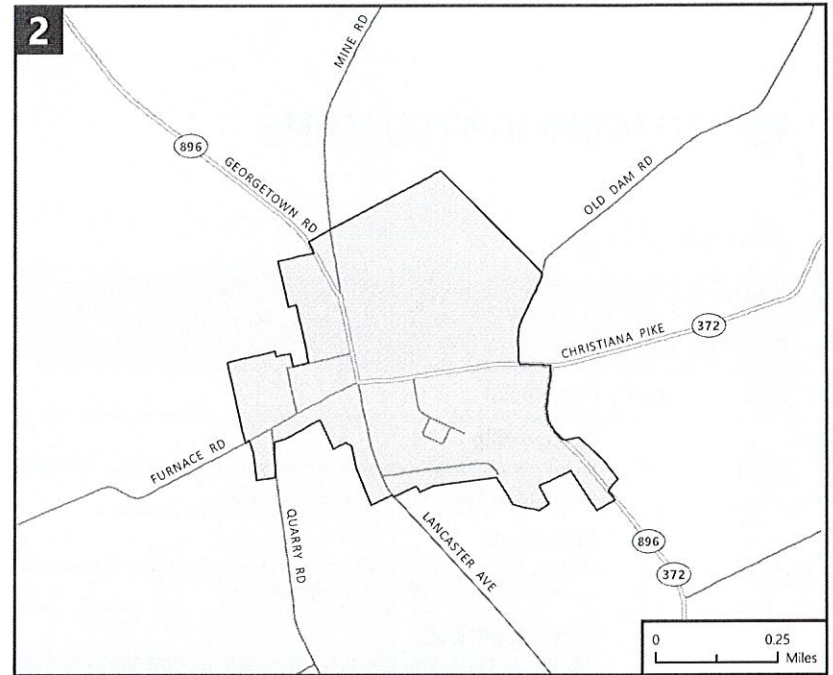 2
MINE RD
896
GEORGETOWN RD
OLD DAM RD
CHRISTIANA PIKE
372
FURNACE RD
QUARRY RD
LANCASTER AVE
896
372
0 0.25
Miles